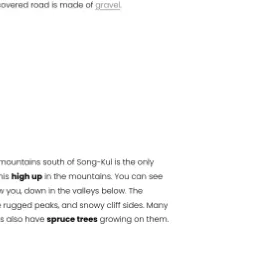 covered road is made of gravel.
mountains south of Song-Kul is the only
his high up in the mountains. You can see
w you, down in the valleys below. The
rugged peaks, and snowy cliff sides. Many
s also have spruce trees growing on them.